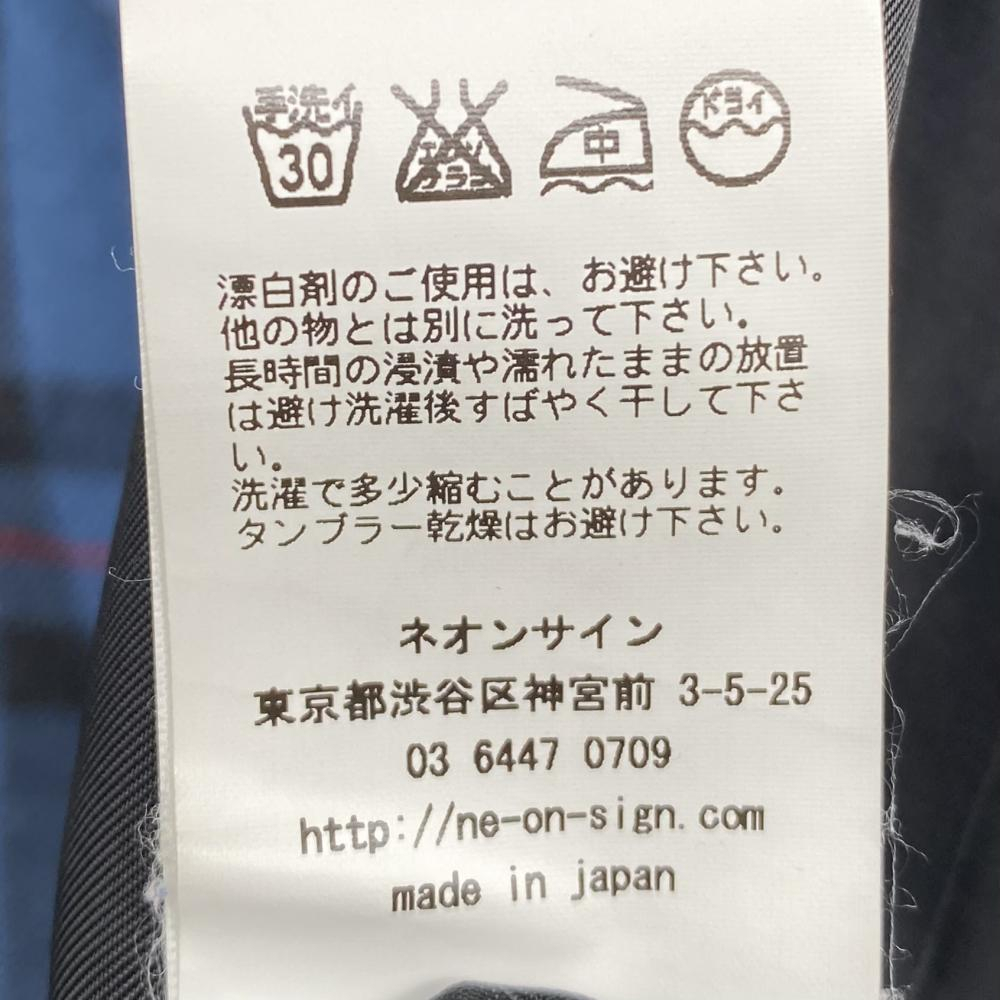 手洗イ 30 エンソ サラシ 中 ドライ
漂白剤のご使用は、お避け下さい。
他の物とは別に洗って下さい。
長時間の浸漬や濡れたままの放置
は避け洗濯後すばやく干して下さ
い。
洗濯で多少縮むことがあります。
タンブラー乾燥はお避け下さい。
ネオンサイン
東京都渋谷区神宮前 3-5-25
03 6447 0709
http://ne-on-sign.com
made in japan